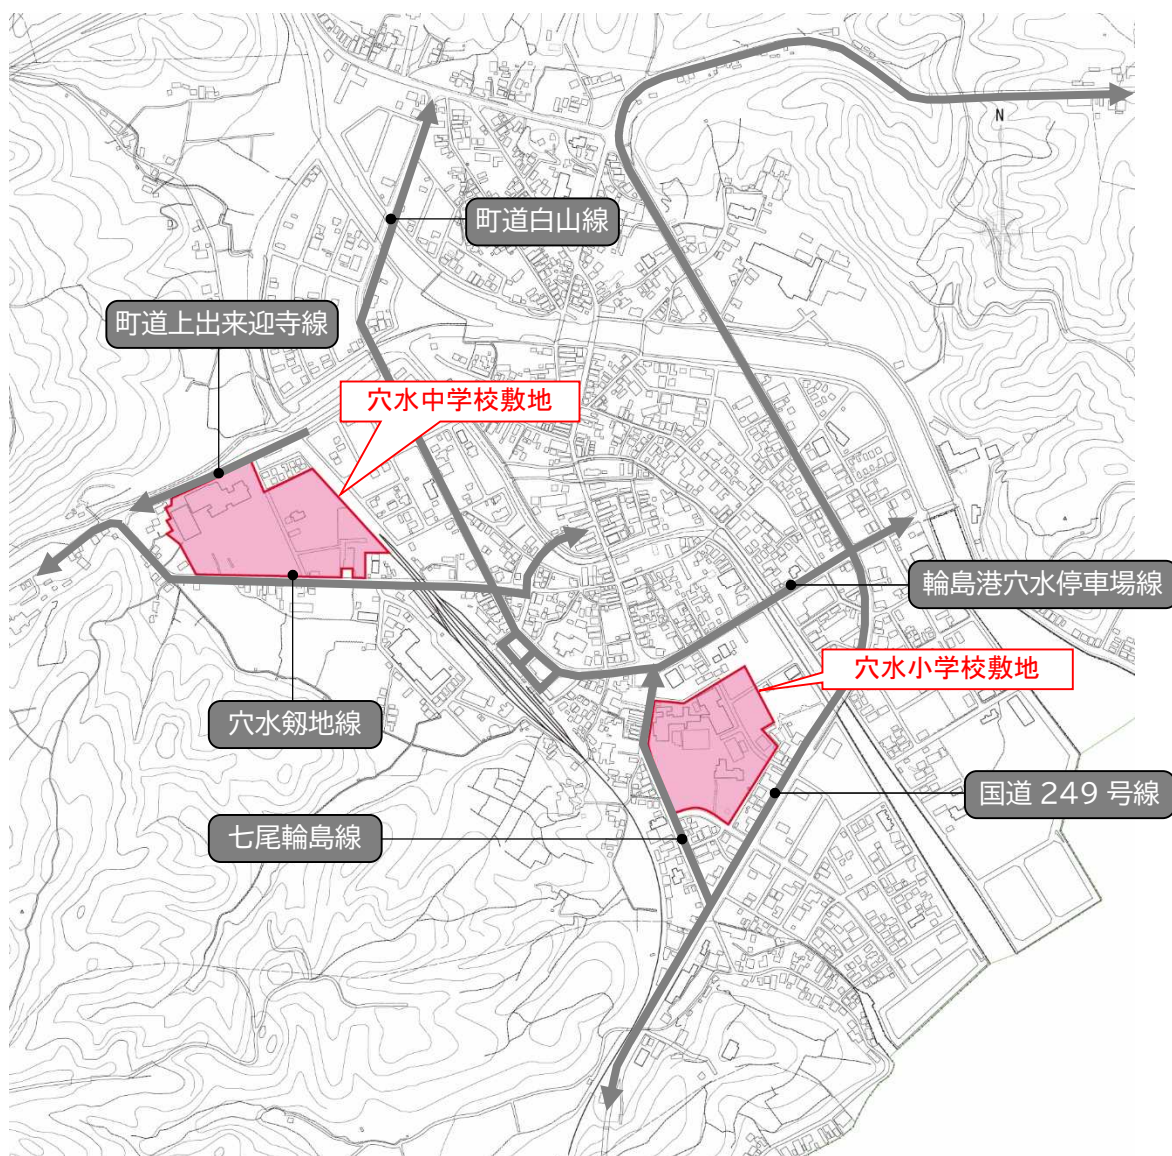 N
町道白山線
町道上出来迎寺線
穴水中学校敷地
輪島港穴水停車場線
穴水小学校敷地
穴水剱地線
国道 249 号線
七尾輪島線